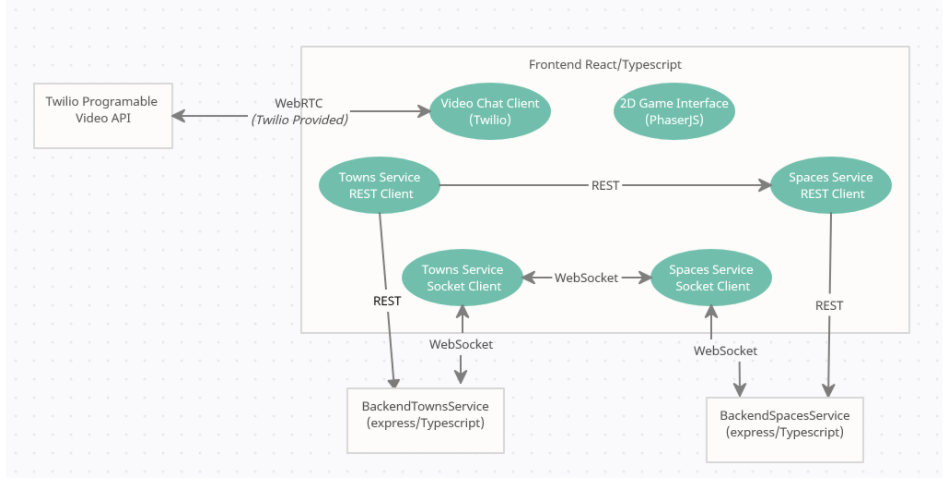 Frontend React/Typescript
Twilio Programable
Video API
WebRTC
(Twilio Provided)
Video Chat Client
(Twilio)
2D Game Interface
(PhaserJS)
Towns Service
REST Client
REST
Spaces Service
REST Client
Towns Service
Socket Client
WebSocket
Spaces Service
Socket Client
REST
REST
WebSocket
WebSocket
BackendTownsService
(express/Typescript)
BackendSpacesService
(express/Typescript)